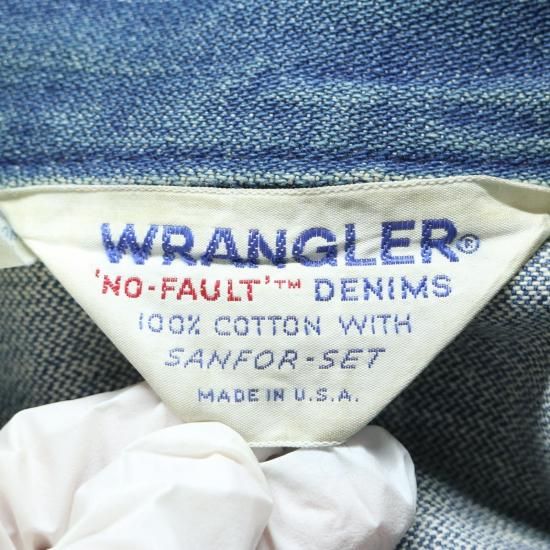 WRANGLER®
'NO-FAULT'™ DENIMS
100% COTTON WITH
SANFOR-SET
MADE IN U.S.A.